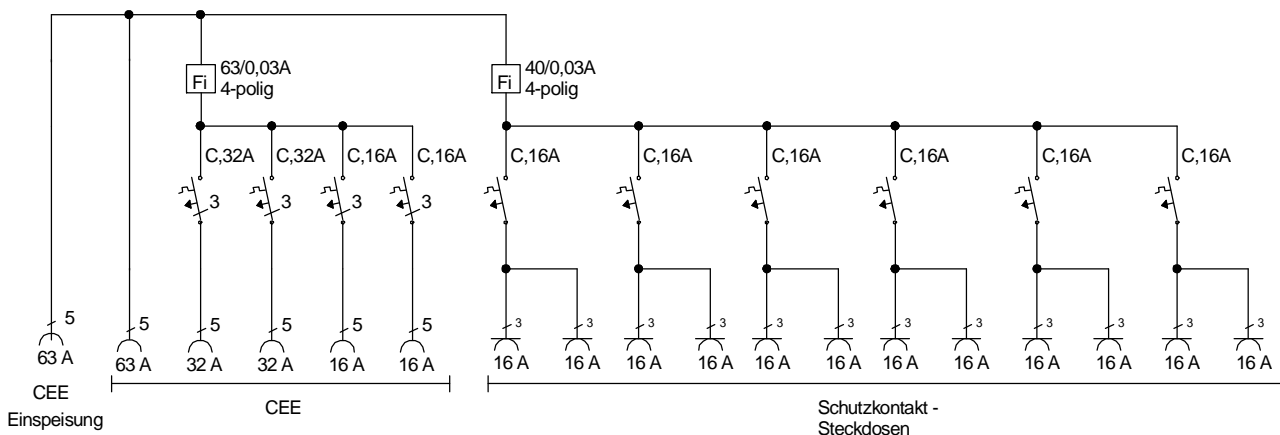 63/0,03A
Fi
4-polig
40/0,03A
Fi
4-polig
C,32A
C,32A
C,16A
C,16A
C,16A
C,16A
C,16A
C,16A
C,16A
C,16A
3
3
3
3
5
5
5
5
5
5
3
3
3
3
3
3
3
3
3
3
3
3
63 A
63 A
32 A
32 A
16 A
16 A
16 A
16 A
16 A
16 A
16 A
16 A
16 A
16 A
16 A
16 A
16 A
16 A
CEE
Einspeisung
CEE
Schutzkontakt -
Steckdosen